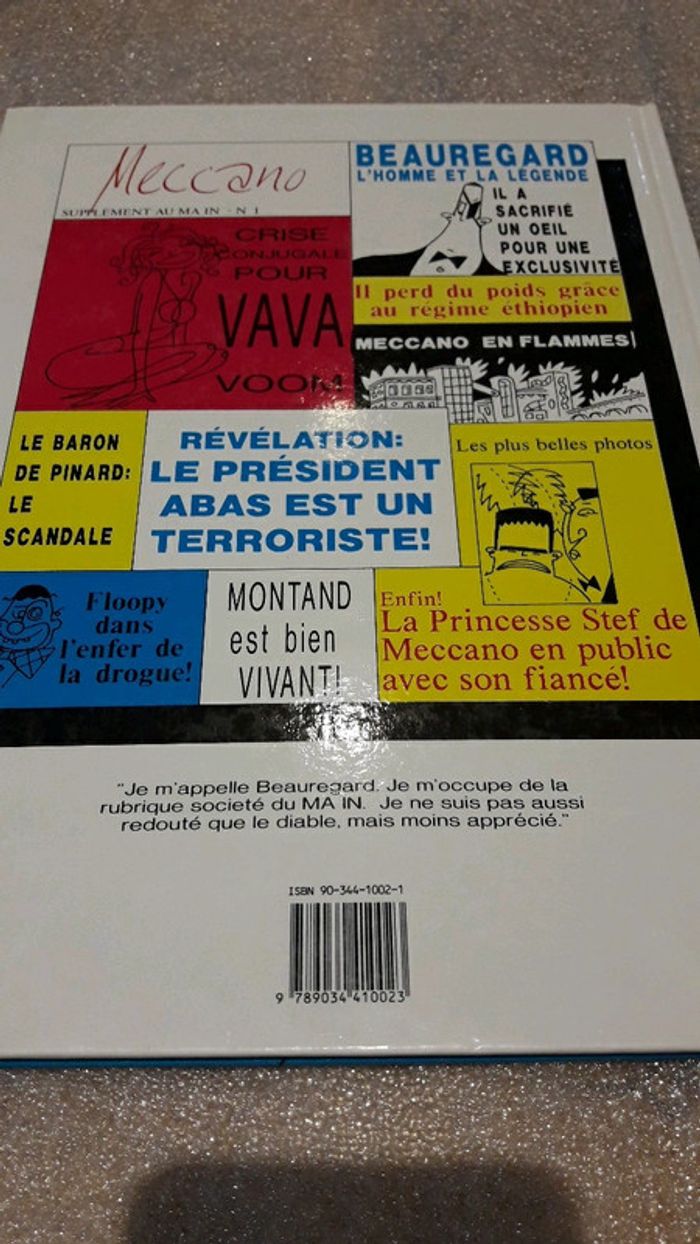 Meccano
SUPPLEMENT AU MA IN - N 1
CRISE
CONJUGALE
POUR
VAVA
VOOM
BEAUREGARD
L'HOMME ET LA LÉGENDE
IL A
SACRIFIÉ
UN OEIL
POUR UNE
EXCLUSIVITÉ
Il perd du poids grâce
au régime éthiopien
MECCANO EN FLAMMES!
LE BARON
DE PINARD:
LE
SCANDALE
RÉVÉLATION:
LE PRÉSIDENT
ABAS EST UN
TERRORISTE!
Les plus belles photos
Floopy
dans
l'enfer de
la drogue!
MONTAND
est bien
VIVANT!
Enfin!
La Princesse Stef de
Meccano en public
avec son fiancé!
"Je m'appelle Beauregard. Je m'occupe de la
rubrique societé du MA IN. Je ne suis pas aussi
redouté que le diable, mais moins apprécié."
ISBN 90-344-1002-1
9 789034 410023